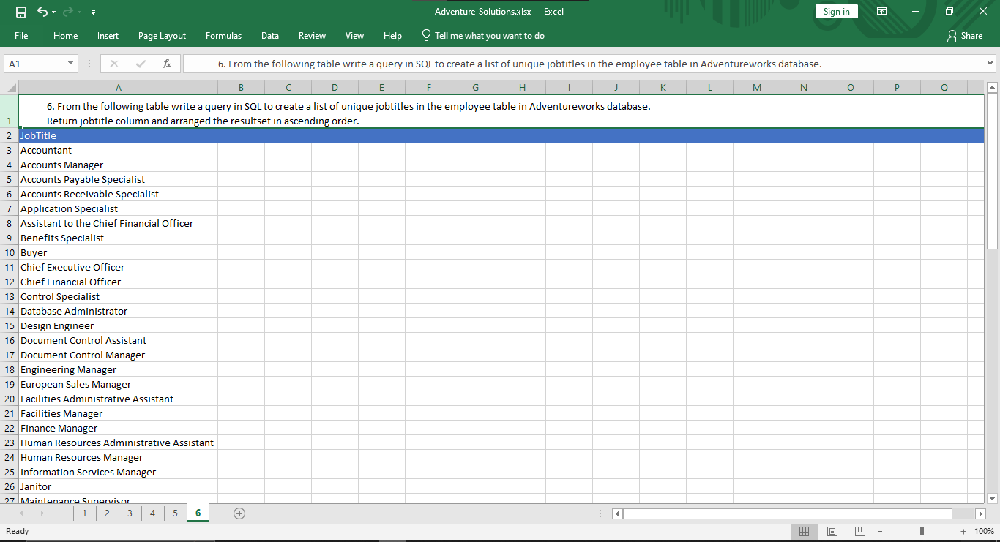 Adventure-Solutions.xlsx - Excel
Sign in
File Home Insert Page Layout Formulas Data Review View Help Tell me what you want to do Share
A1 fx 6. From the following table write a query in SQL to create a list of unique jobtitles in the employee table in Adventureworks database.
A B C D E F G H I J K L M N O P Q
6. From the following table write a query in SQL to create a list of unique jobtitles in the employee table in Adventureworks database.
1 Return jobtitle column and arranged the resultset in ascending order.
2 JobTitle
3 Accountant
4 Accounts Manager
5 Accounts Payable Specialist
6 Accounts Receivable Specialist
7 Application Specialist
8 Assistant to the Chief Financial Officer
9 Benefits Specialist
10 Buyer
11 Chief Executive Officer
12 Chief Financial Officer
13 Control Specialist
14 Database Administrator
15 Design Engineer
16 Document Control Assistant
17 Document Control Manager
18 Engineering Manager
19 European Sales Manager
20 Facilities Administrative Assistant
21 Facilities Manager
22 Finance Manager
23 Human Resources Administrative Assistant
24 Human Resources Manager
25 Information Services Manager
26 Janitor
27 Maintenance Supervisor
1 2 3 4 5 6
Ready 100%